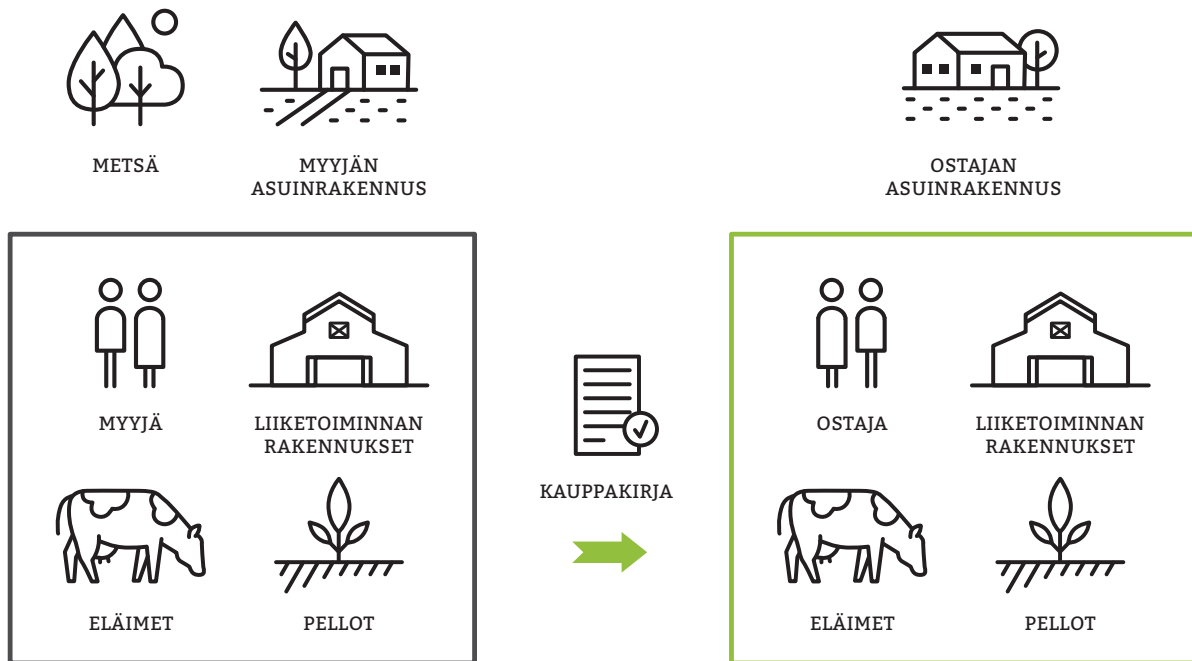 METSÄ
MYYJÄN
ASUINRAKENNUS
OSTAJAN
ASUINRAKENNUS
MYYJÄ
LIIKETOIMINNAN
RAKENNUKSET
ELÄIMET
PELLOT
KAUPPAKIRJA
OSTAJA
LIIKETOIMINNAN
RAKENNUKSET
ELÄIMET
PELLOT